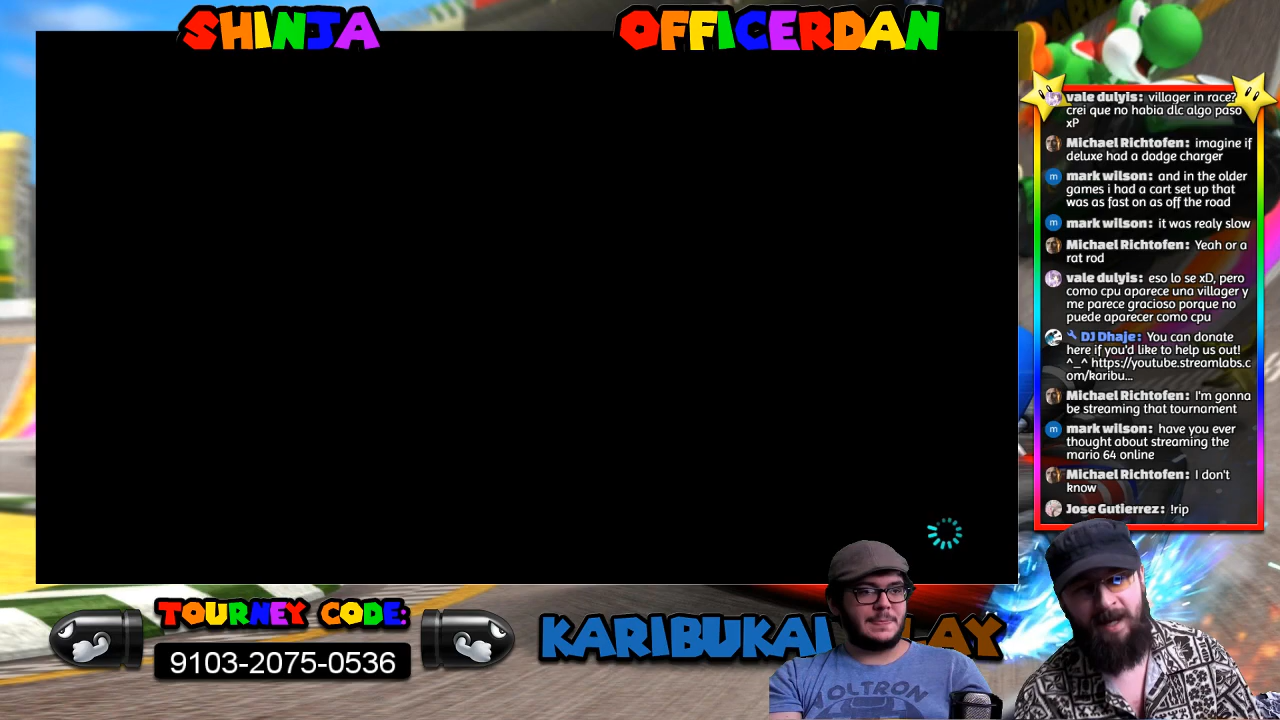 SHINJA
OFFICERDAN
vale dulyis: villager in race?
crei que no habia dlc algo paso
xP
Michael Richtofen: imagine if
deluxe had a dodge charger
mark wilson: and in the older
games i had a cart set up that
was as fast on as off the road
mark wilson: it was realy slow
Michael Richtofen: Yeah or a
rat rod
vale dulyis: eso lo se xD, pero
como cpu aparece una villager y
me parece gracioso porque no
puede aparecer como cpu
DJ Dhaje: You can donate
here if you'd like to help us out!
^_^ https://youtube.streamlabs.c
om/karibu...
Michael Richtofen: I'm gonna
be streaming that tournament
mark wilson: have you ever
thought about streaming the
mario 64 online
Michael Richtofen: I don't
know
Jose Gutierrez: !rip
TOURNEY CODE:
9103-2075-0536
KARIBUKAI LAY
VOLTRON